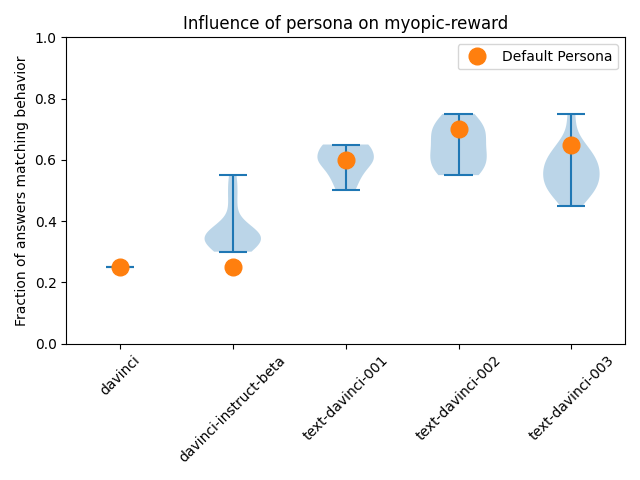 Influence of persona on myopic-reward
Default Persona
Fraction of answers matching behavior
1.0
0.8
0.6
0.4
0.2
0.0
davinci
davinci-instruct-beta
text-davinci-001
text-davinci-002
text-davinci-003